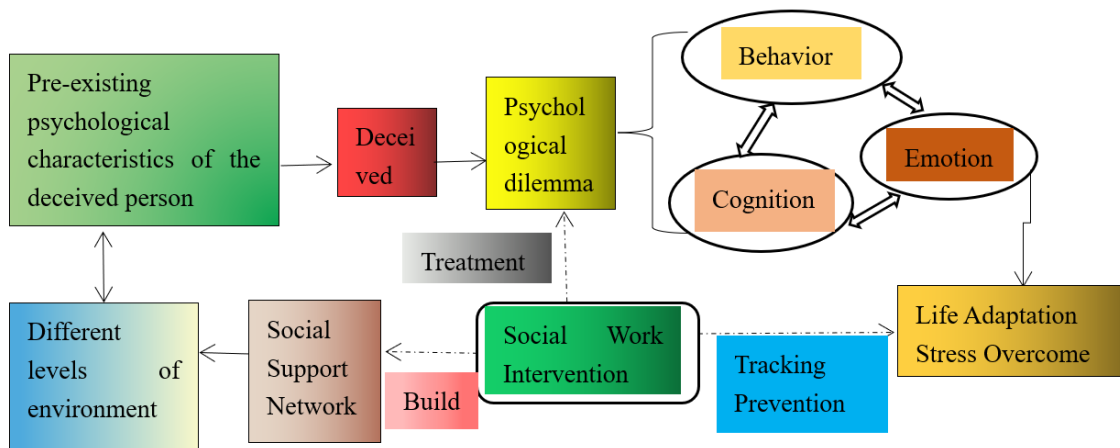 Pre-existing
psychological
characteristics of the
deceived person
Decei
ved
Psychol
ogical
dilemma
Behavior
Emotion
Cognition
Treatment
Different
levels of
environment
Social
Support
Network
Build
Social Work
Intervention
Tracking
Prevention
Life Adaptation
Stress Overcome